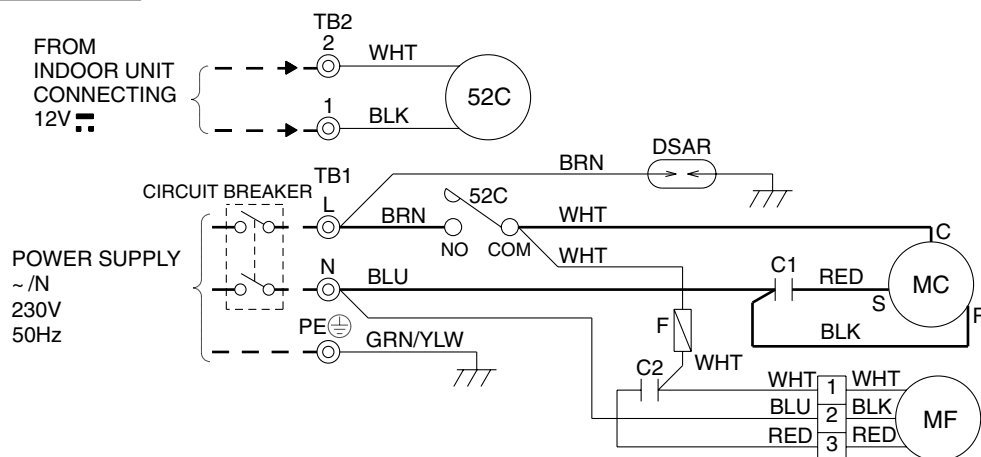 FROM
INDOOR UNIT
CONNECTING
12V
TB2
2
WHT
1
BLK
52C
DSAR
BRN
CIRCUIT BREAKER
TB1
L
BRN
52C
NO
COM
WHT
WHT
C
POWER SUPPLY
~/N
230V
50Hz
N
BLU
C1
RED
S
MC
R
BLK
PE
GRN/YLW
F
WHT
C2
WHT 1 WHT
BLU 2 BLK
RED 3 RED
MF